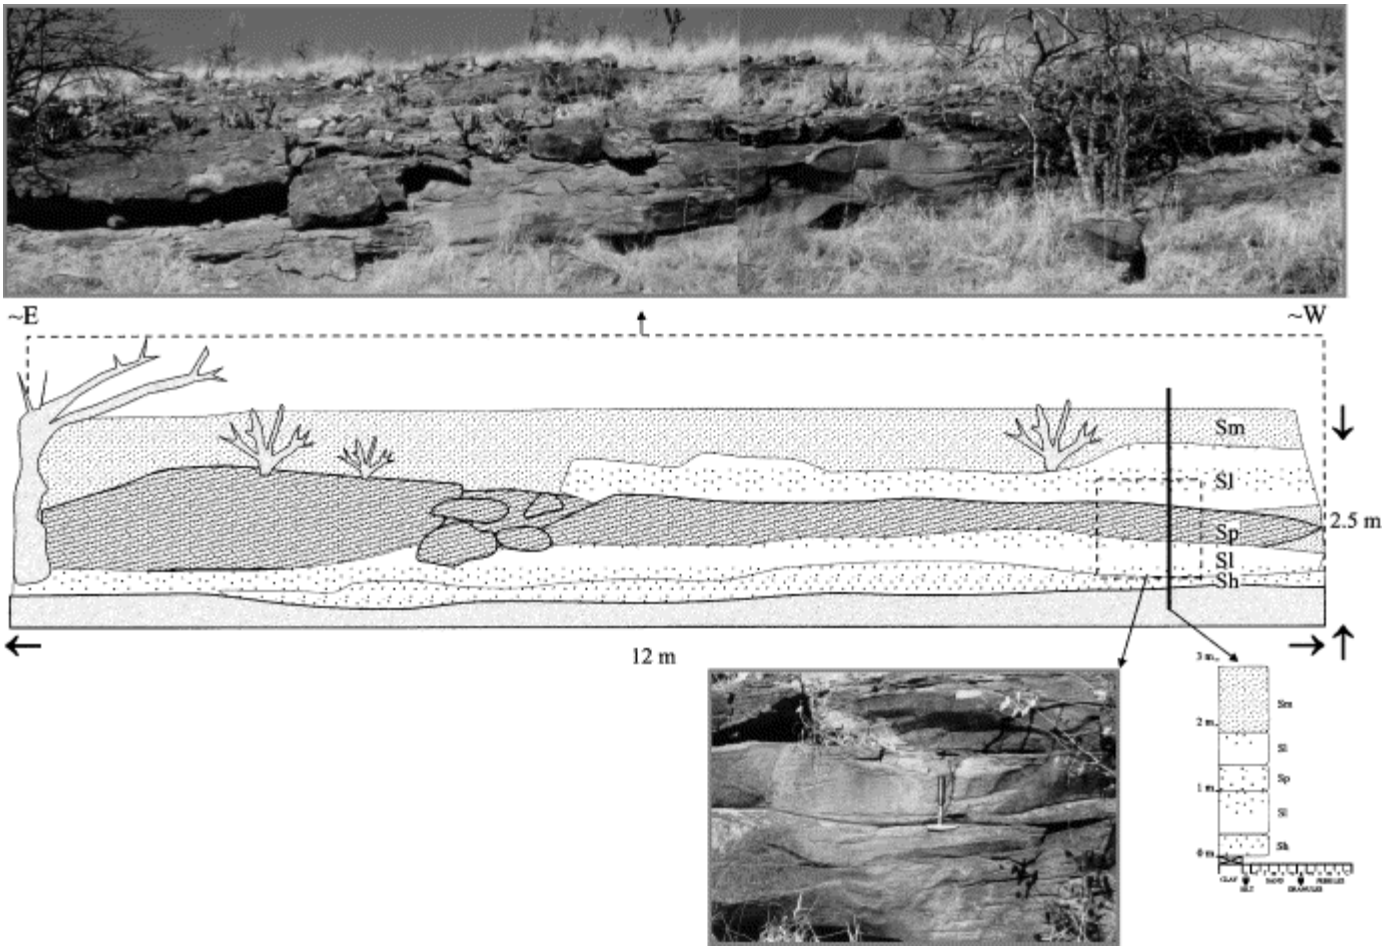 ~E
~W
Sm
Sl
2.5 m
Sp
Sl
Sh
12 m
3 m
Sm
2 m
Sl
Sp
1 m
Sl
Sh
0 m
CLAY SAND PEBBLES
SILT GRANULES